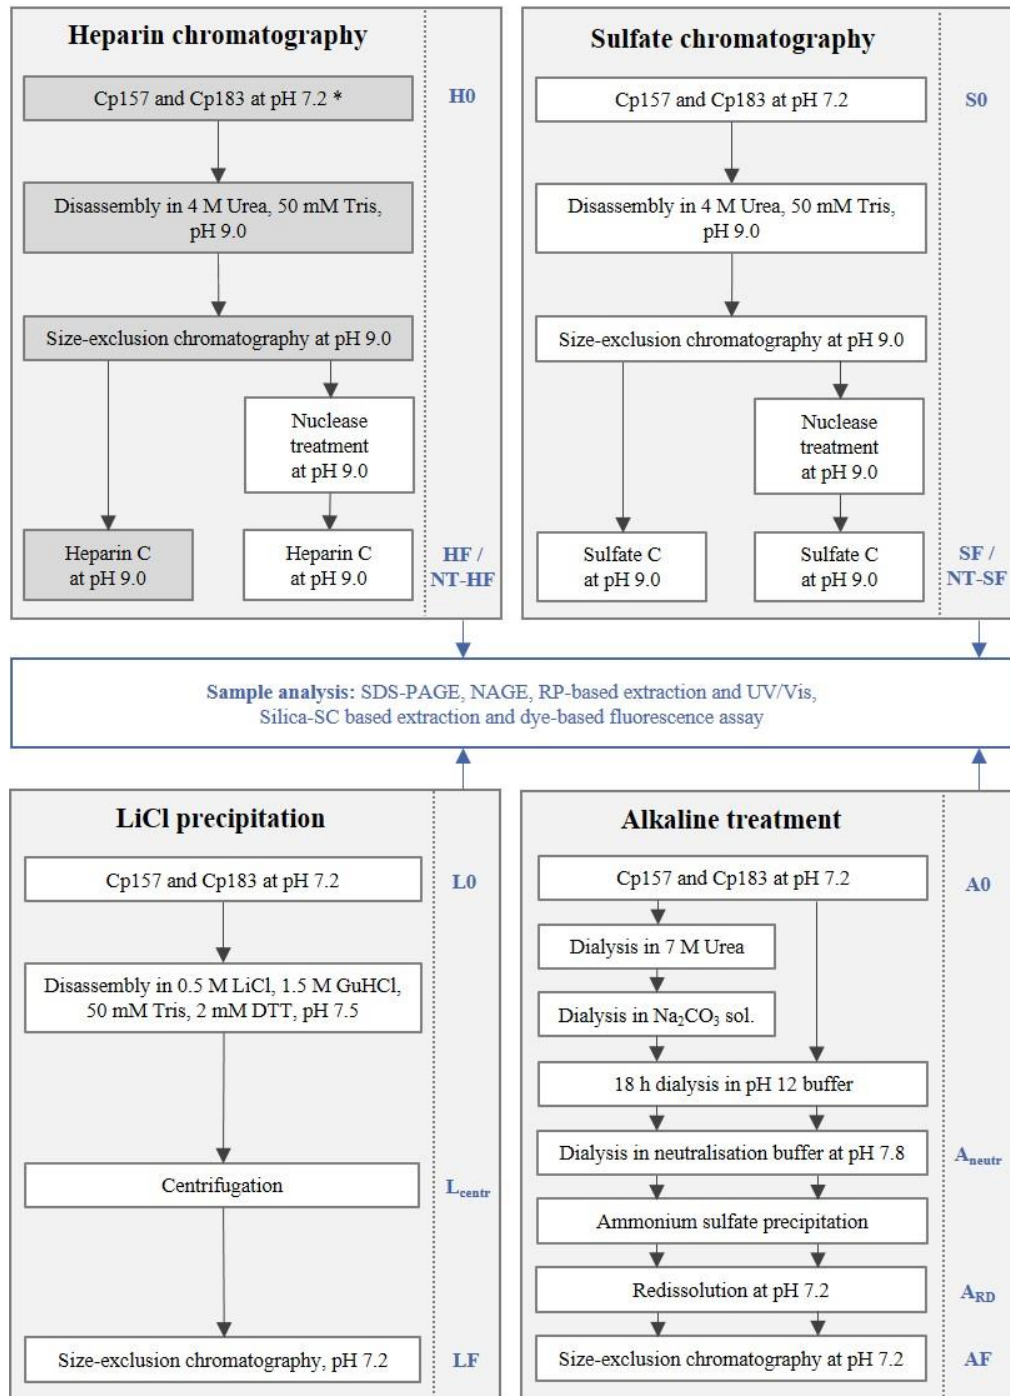 Heparin chromatography
Cp157 and Cp183 at pH 7.2 *
H0
Disassembly in 4 M Urea, 50 mM Tris,
pH 9.0
Size-exclusion chromatography at pH 9.0
Nuclease
treatment
at pH 9.0
Heparin C
at pH 9.0
Heparin C
at pH 9.0
HF /
NT-HF
Sulfate chromatography
Cp157 and Cp183 at pH 7.2
S0
Disassembly in 4 M Urea, 50 mM Tris,
pH 9.0
Size-exclusion chromatography at pH 9.0
Nuclease
treatment
at pH 9.0
Sulfate C
at pH 9.0
Sulfate C
at pH 9.0
SF /
NT-SF
Sample analysis: SDS-PAGE, NAGE, RP-based extraction and UV/Vis,
Silica-SC based extraction and dye-based fluorescence assay
LiCl precipitation
Cp157 and Cp183 at pH 7.2
L0
Disassembly in 0.5 M LiCl, 1.5 M GuHCl,
50 mM Tris, 2 mM DTT, pH 7.5
Centrifugation
L_centr
Size-exclusion chromatography, pH 7.2
LF
Alkaline treatment
Cp157 and Cp183 at pH 7.2
A0
Dialysis in 7 M Urea
Dialysis in Na₂CO₃ sol.
18 h dialysis in pH 12 buffer
Dialysis in neutralisation buffer at pH 7.8
A_neutr
Ammonium sulfate precipitation
Redissolution at pH 7.2
A_RD
Size-exclusion chromatography at pH 7.2
AF